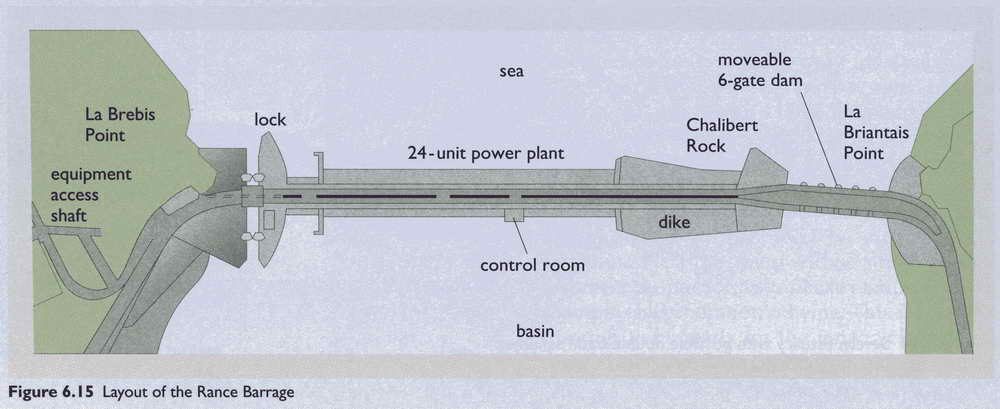 sea
moveable
6-gate dam
La Brebis
Point
lock
Chalibert
Rock
La
Briantais
Point
24-unit power plant
equipment
access
shaft
dike
control room
basin
Figure 6.15 Layout of the Rance Barrage